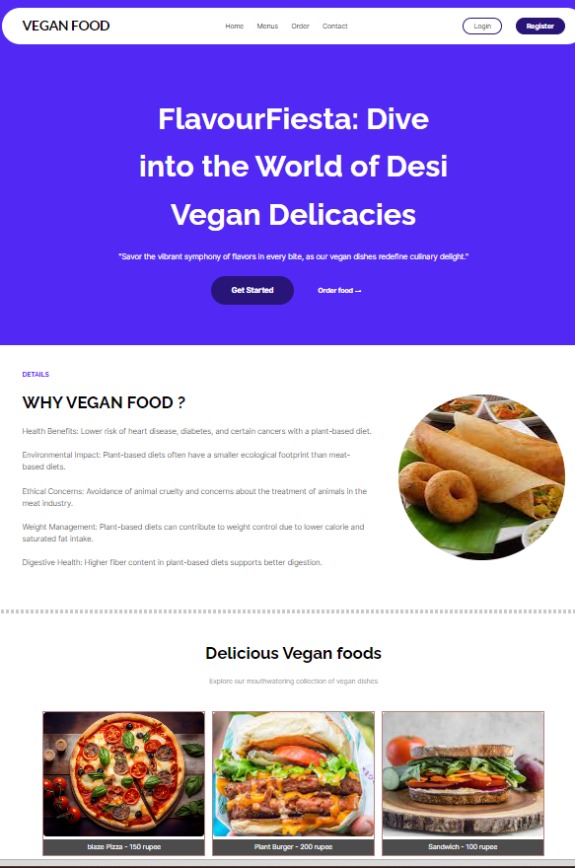 VEGAN FOOD
Home Menus Order Contact
Login
Register
FlavourFiesta: Dive
into the World of Desi
Vegan Delicacies
"Savor the vibrant symphony of flavors in every bite, as our vegan dishes redefine culinary delight."
Get Started
Order food →
DETAILS
WHY VEGAN FOOD ?
Health Benefits: Lower risk of heart disease, diabetes, and certain cancers with a plant-based diet.
Environmental Impact: Plant-based diets often have a smaller ecological footprint than meat-
based diets.
Ethical Concerns: Avoidance of animal cruelty and concerns about the treatment of animals in the
meat industry.
Weight Management: Plant-based diets can contribute to weight control due to lower calorie and
saturated fat intake.
Digestive Health: Higher fiber content in plant-based diets supports better digestion.
Delicious Vegan foods
Explore our mouthwatering collection of vegan dishes
blaze Pizza - 150 rupee
Plant Burger - 200 rupee
Sandwich - 100 rupee